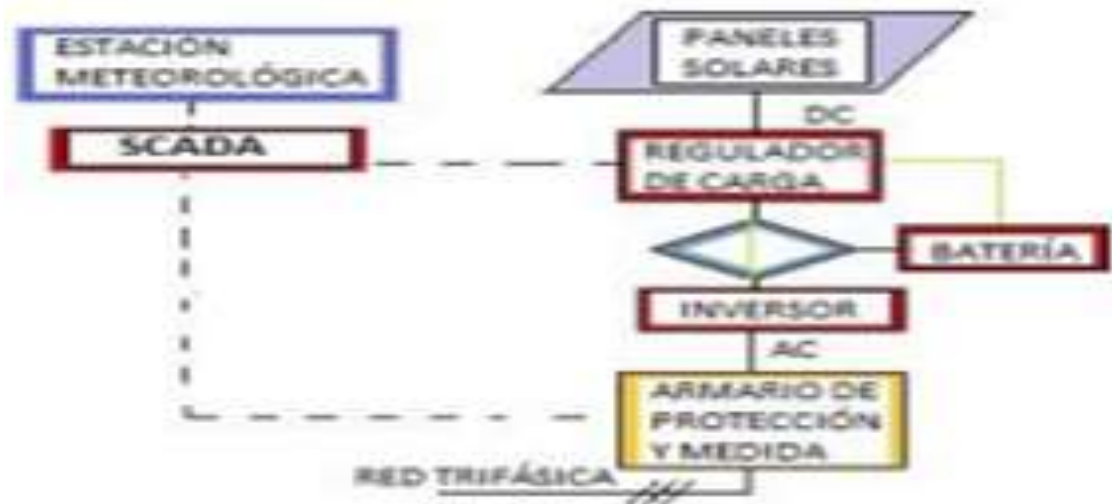 ESTACIÓN
METEOROLÓGICA
PANELES
SOLARES
DC
SCADA
REGULADOR
DE CARGA
BATERÍA
INVERSOR
AC
ARMARIO DE
PROTECCIÓN
Y MEDIDA
RED TRIFÁSICA